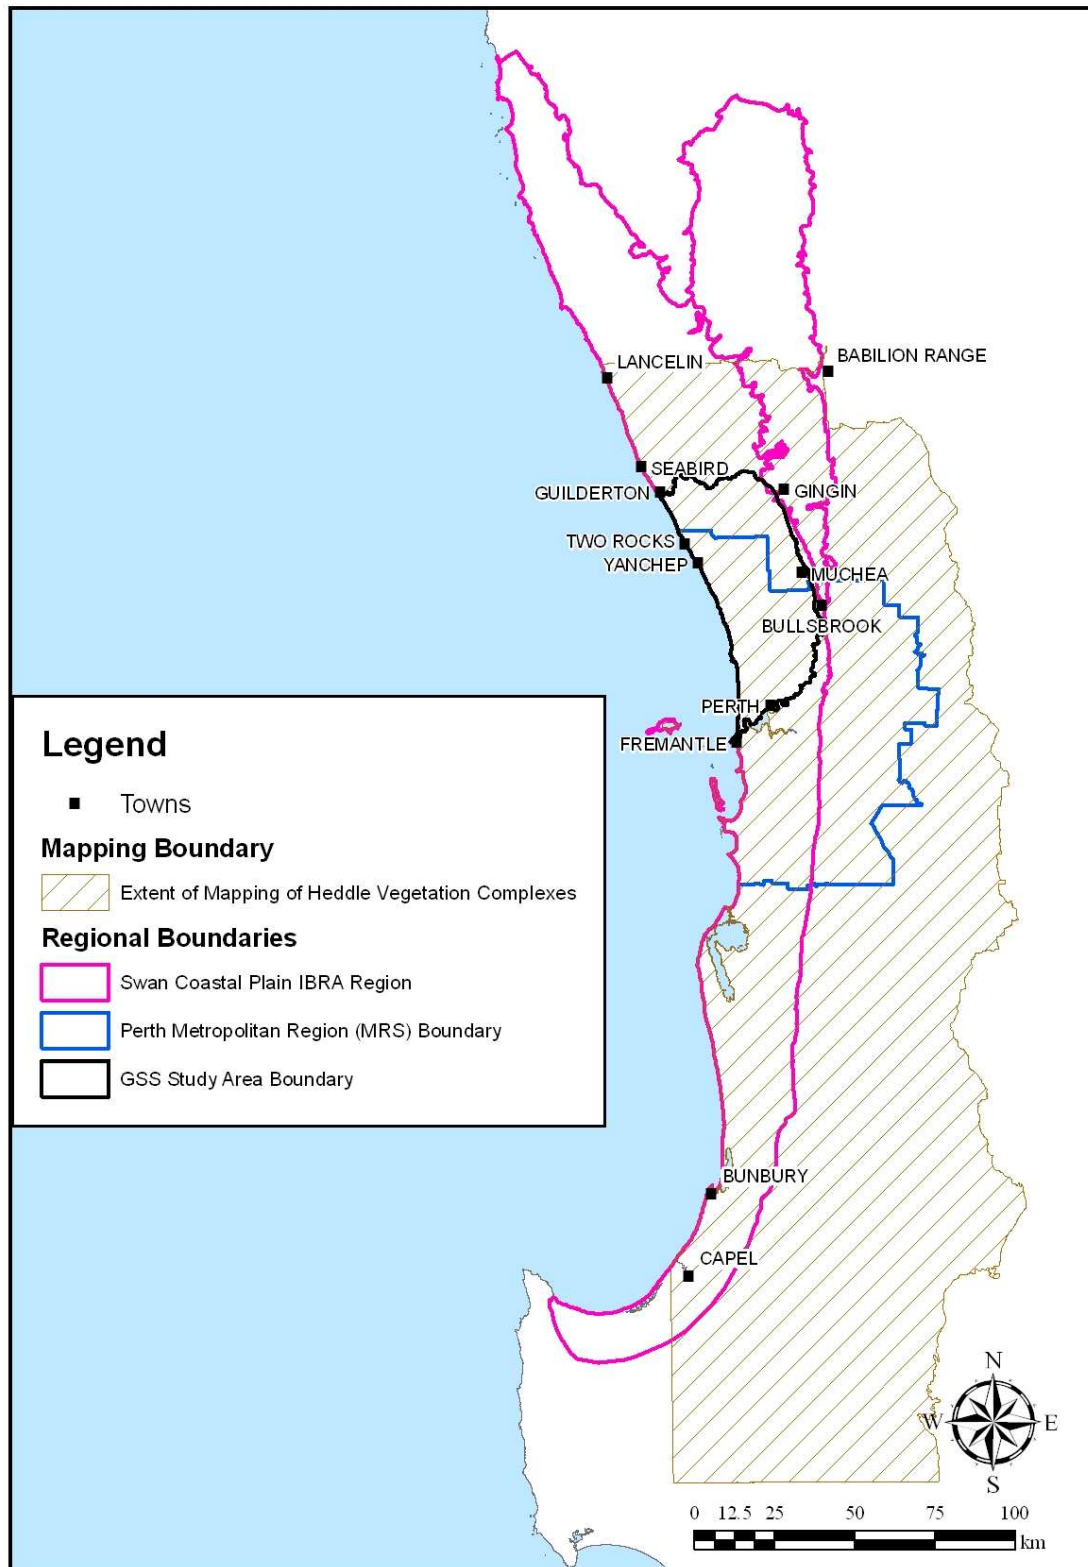 BABILION RANGE
LANCELIN
SEABIRD
GUILDERTON
GINGIN
TWO ROCKS
YANCHEP
MUCHEA
BULLSBROOK
PERTH
FREMANTLE
Legend
Towns
Mapping Boundary
Extent of Mapping of Heddle Vegetation Complexes
Regional Boundaries
Swan Coastal Plain IBRA Region
Perth Metropolitan Region (MRS) Boundary
GSS Study Area Boundary
BUNBURY
CAPEL
N
W E
S
0 12.5 25 50 75 100
km